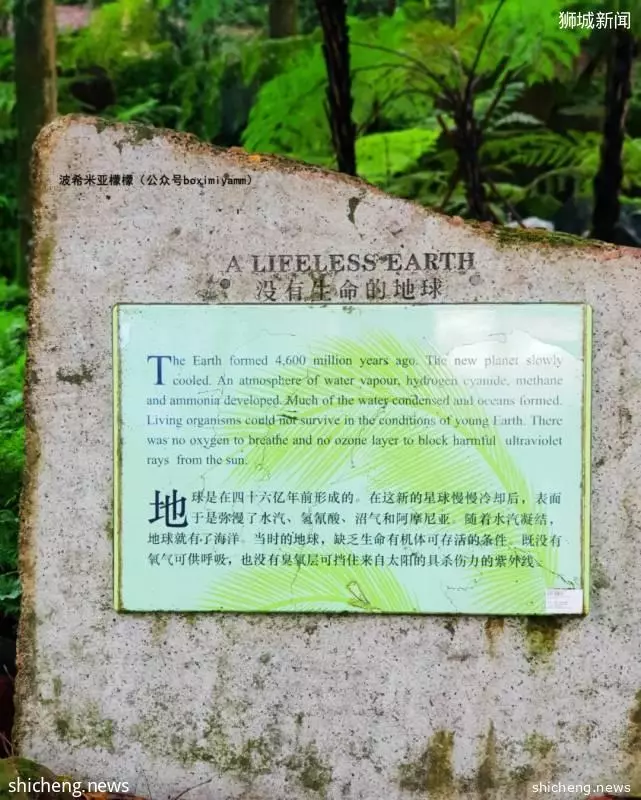 狮城新闻
波希米亚檬檬（公众号boximiyamm）
A LIFELESS EARTH
没有生命的地球
The Earth formed 4,600 million years ago. The new planet slowly
cooled. An atmosphere of water vapour, hydrogen cyanide, methane
and ammonia developed. Much of the water condensed and oceans formed.
Living organisms could not survive in the conditions of young Earth. There
was no oxygen to breathe and no ozone layer to block harmful ultraviolet
rays from the sun.
地球是在四十六亿年前形成的。在这新的星球慢慢冷却后，表面
于是弥漫了水汽、氢氰酸、沼气和阿摩尼亚。随着水汽凝结，
地球就有了海洋。当时的地球，缺乏生命有机体可存活的条件。既没有
氧气可供呼吸，也没有臭氧层可挡住来自太阳的具杀伤力的紫外线
shicheng.news
shicheng.news